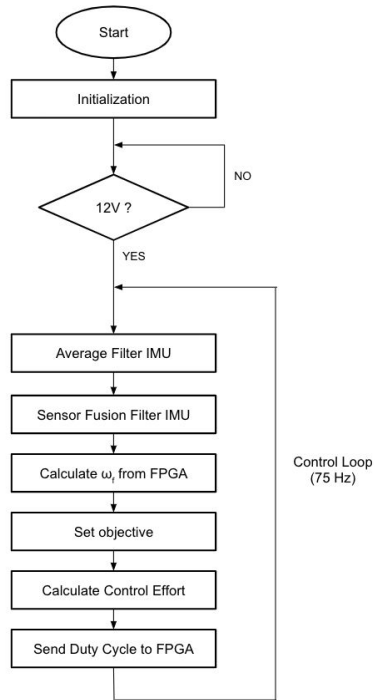 Start
Initialization
NO
12V ?
YES
Average Filter IMU
Sensor Fusion Filter IMU
Calculate ωr from FPGA
Control Loop
(75 Hz)
Set objective
Calculate Control Effort
Send Duty Cycle to FPGA